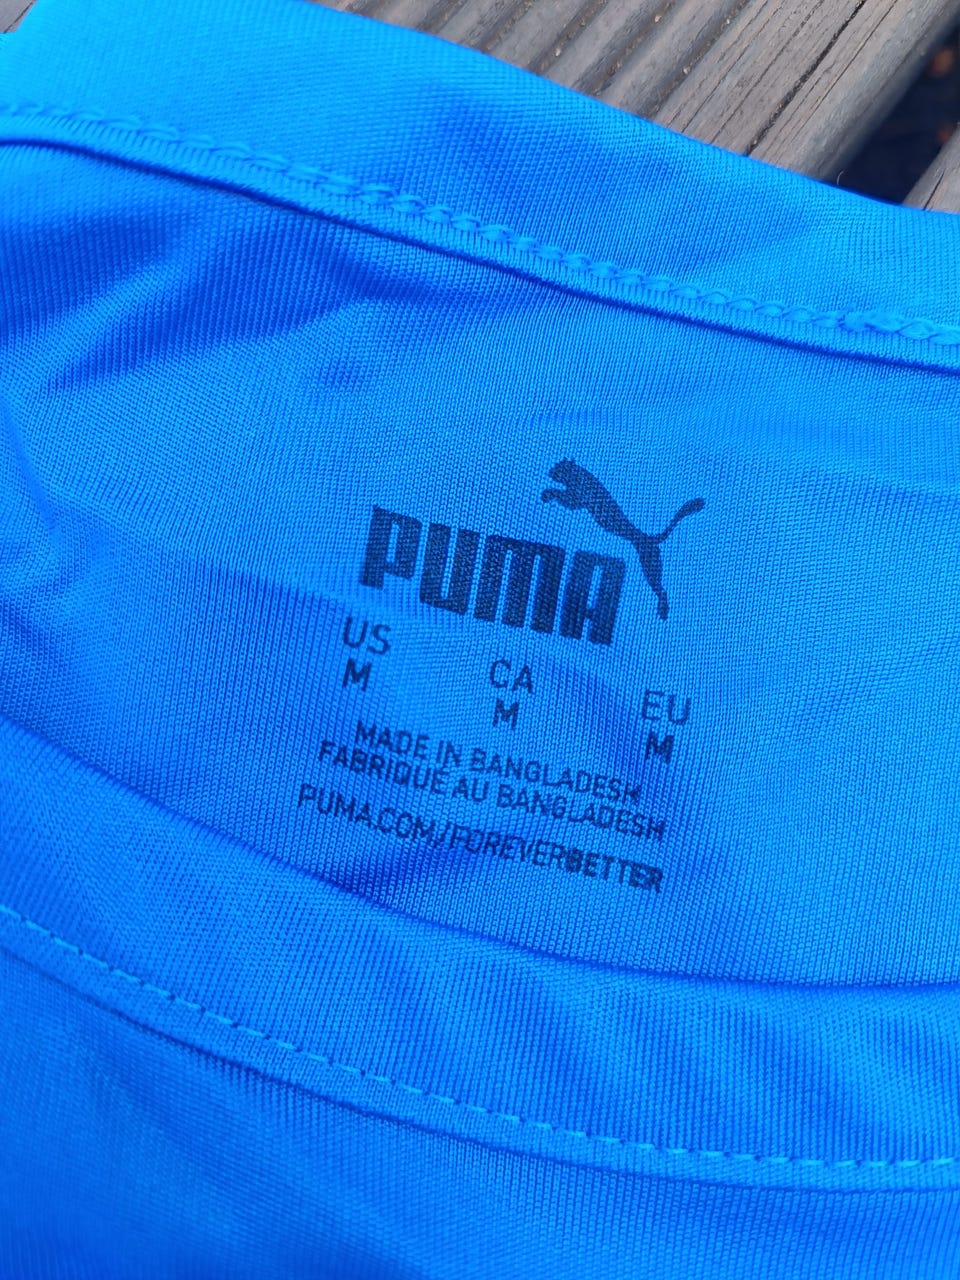 PUMA
US CA EU
M M M
MADE IN BANGLADESH
FABRIQUÉ AU BANGLADESH
PUMA.COM/FOREVERBETTER